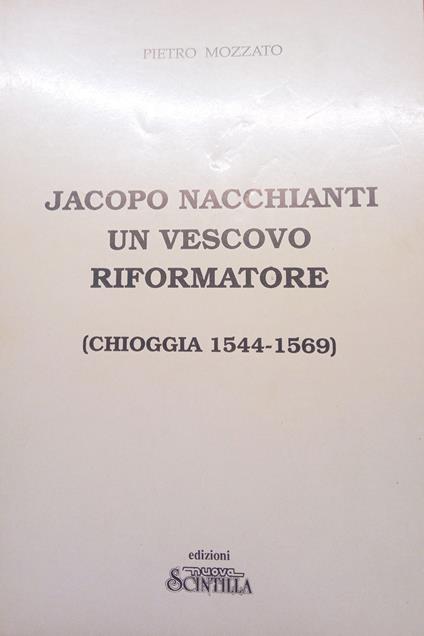 PIETRO MOZZATO
JACOPO NACCHIANTI
UN VESCOVO
RIFORMATORE
(CHIOGGIA 1544-1569)
edizioni
nuova
SCINTILLA